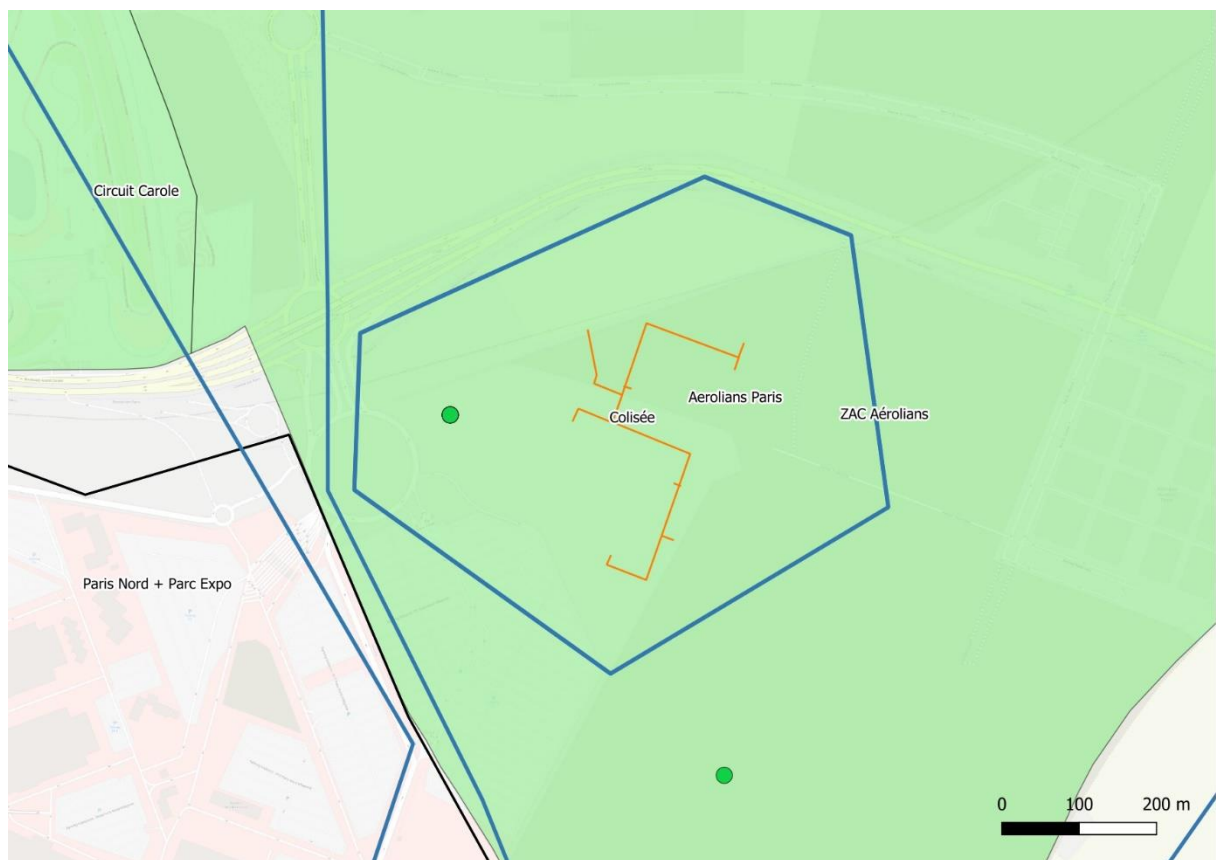 Circuit Carole
Aerolians Paris
Colisée
ZAC Aérolians
Paris Nord + Parc Expo
0 100 200 m